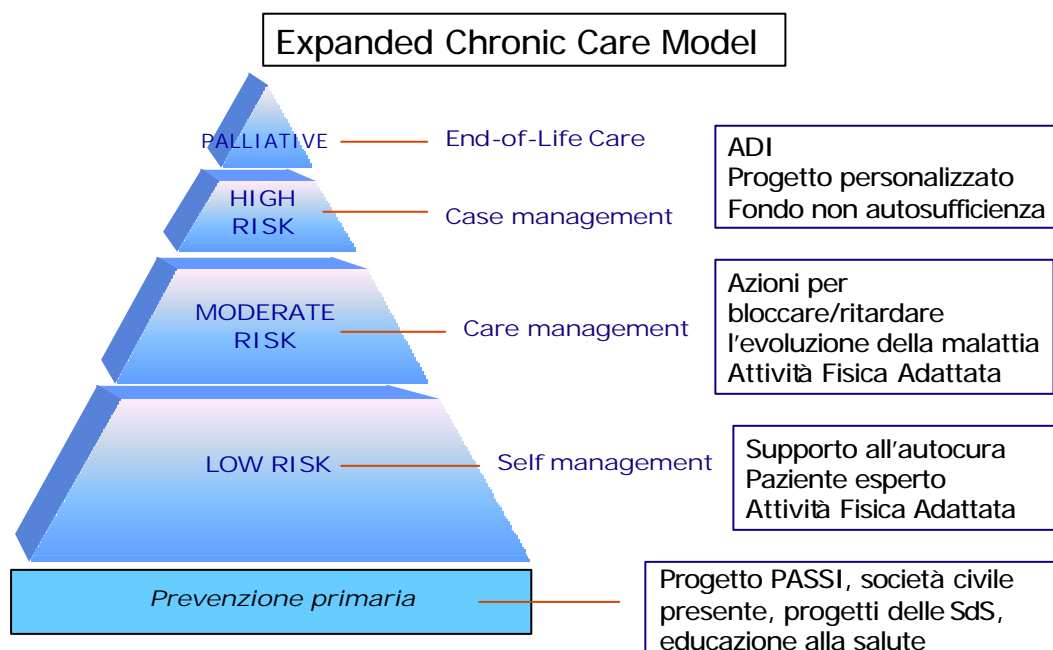 Expanded Chronic Care Model
PALLIATIVE
End-of-Life Care
ADI
Progetto personalizzato
Fondo non autosufficienza
HIGH
RISK
Case management
MODERATE
RISK
Care management
Azioni per
bloccare/ritardare
l'evoluzione della malattia
Attività Fisica Adattata
LOW RISK
Self management
Supporto all'autocura
Paziente esperto
Attività Fisica Adattata
Prevenzione primaria
Progetto PASSI, società civile
presente, progetti delle SdS,
educazione alla salute